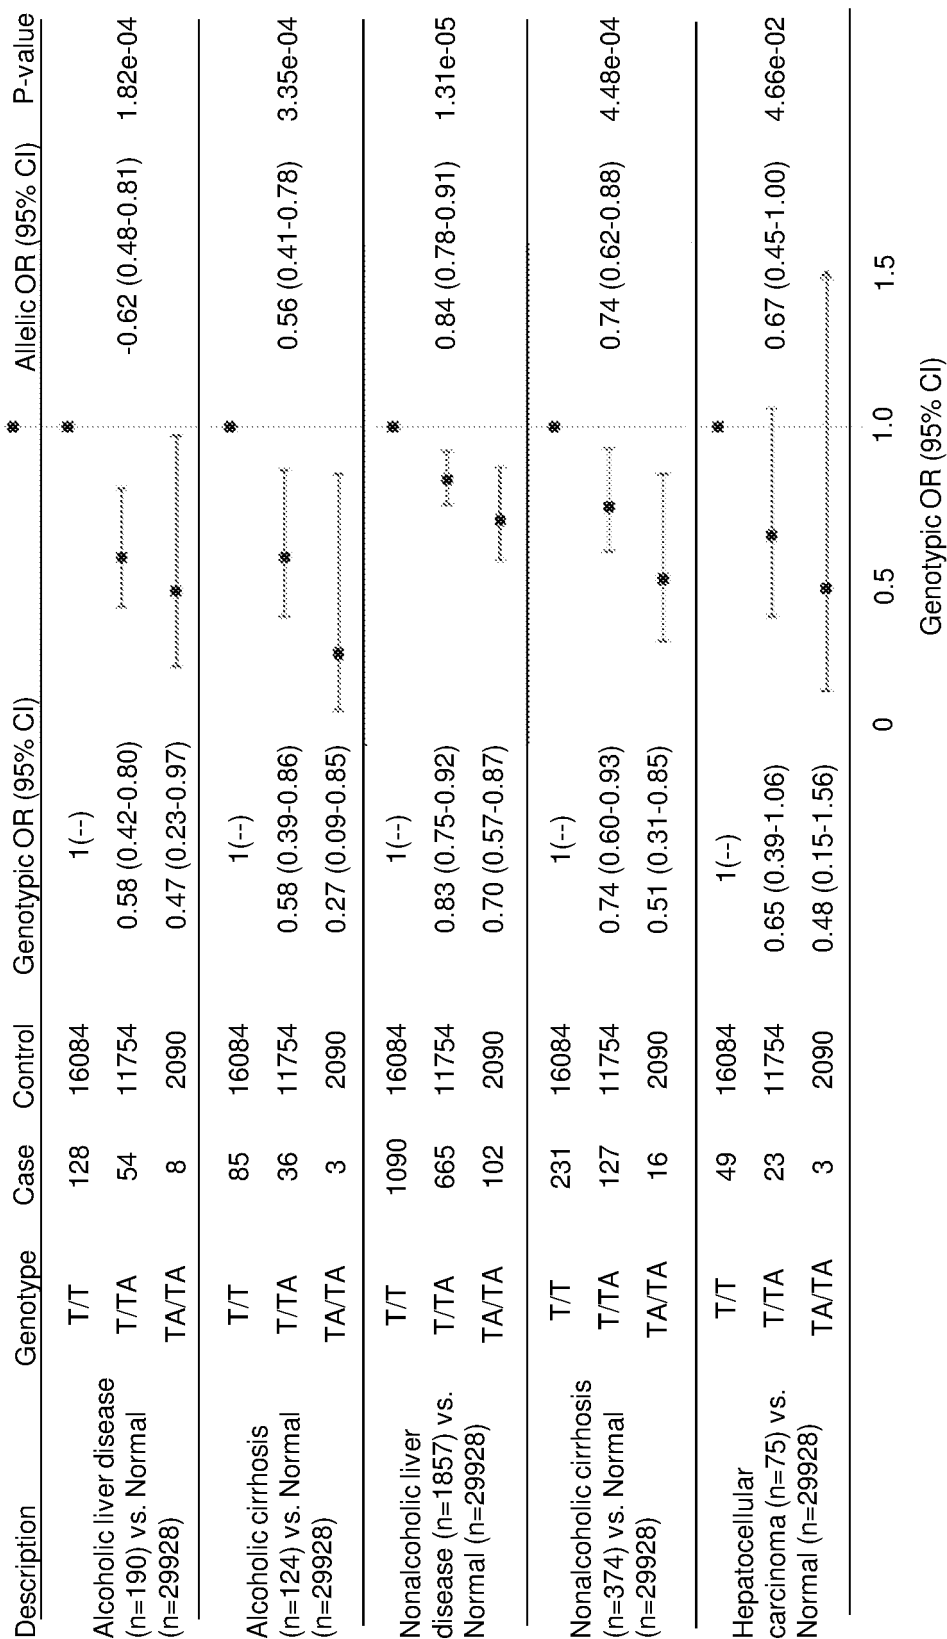 Description Genotype Case Control Genotypic OR (95% CI) Allelic OR (95% CI) P-value
Alcoholic liver disease
(n=190) vs. Normal
(n=29928)
T/T 128 16084 1(--)
T/TA 54 11754 0.58 (0.42-0.80) -0.62 (0.48-0.81) 1.82e-04
TA/TA 8 2090 0.47 (0.23-0.97)
Alcoholic cirrhosis
(n=124) vs. Normal
(n=29928)
T/T 85 16084 1(--)
T/TA 36 11754 0.58 (0.39-0.86) 0.56 (0.41-0.78) 3.35e-04
TA/TA 3 2090 0.27 (0.09-0.85)
Nonalcoholic liver
disease (n=1857) vs.
Normal (n=29928)
T/T 1090 16084 1(--)
T/TA 665 11754 0.83 (0.75-0.92) 0.84 (0.78-0.91) 1.31e-05
TA/TA 102 2090 0.70 (0.57-0.87)
Nonalcoholic cirrhosis
(n=374) vs. Normal
(n=29928)
T/T 231 16084 1(--)
T/TA 127 11754 0.74 (0.60-0.93) 0.74 (0.62-0.88) 4.48e-04
TA/TA 16 2090 0.51 (0.31-0.85)
Hepatocellular
carcinoma (n=75) vs.
Normal (n=29928)
T/T 49 16084 1(--)
T/TA 23 11754 0.65 (0.39-1.06) 0.67 (0.45-1.00) 4.66e-02
TA/TA 3 2090 0.48 (0.15-1.56)
0 0.5 1.0 1.5
Genotypic OR (95% CI)